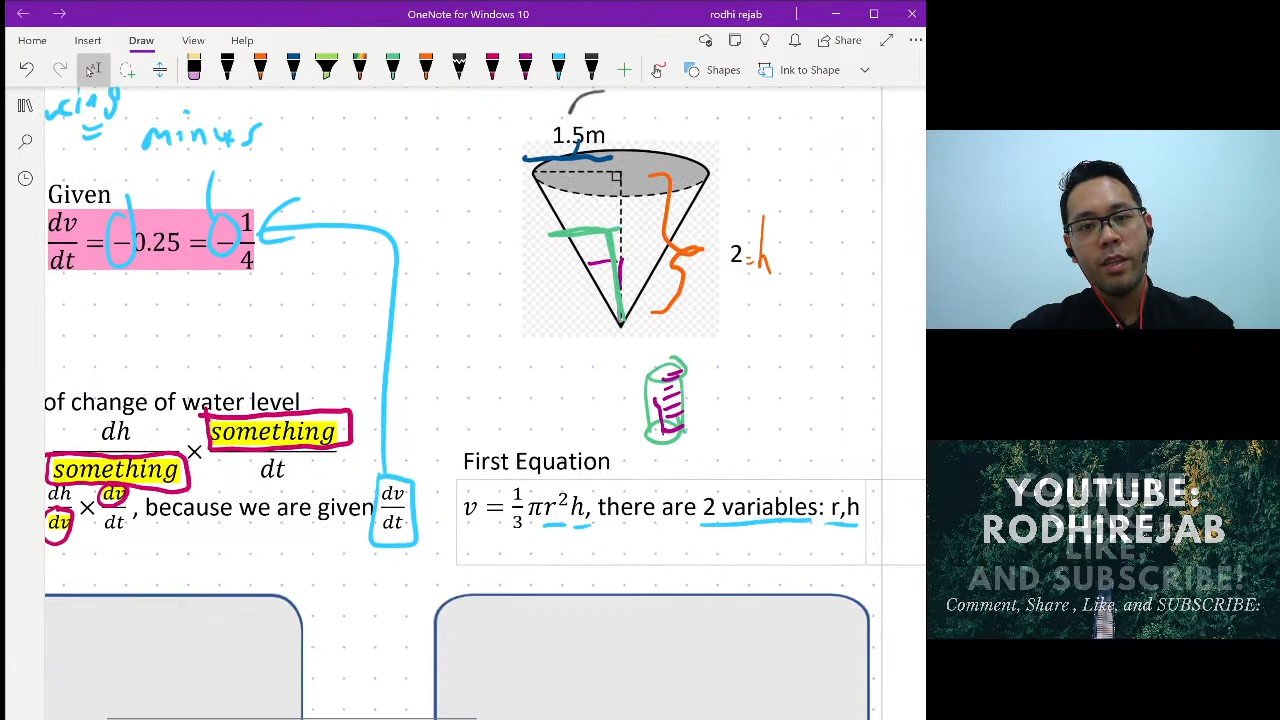 OneNote for Windows 10
rodhi rejab
Home Insert Draw View Help
Share
Shapes
Ink to Shape
minus
1.5m
Given
dv/dt = −0.25 = −1/4
2 = h
of change of water level
dh/something × something/dt
dh/dv × dv/dt , because we are given dv/dt
First Equation
v = 1/3 πr²h, there are 2 variables: r,h
YOUTUBE:
RODHIREJAB
LIKE,
AND SUBSCRIBE!
Comment, Share , Like, and SUBSCRIBE: